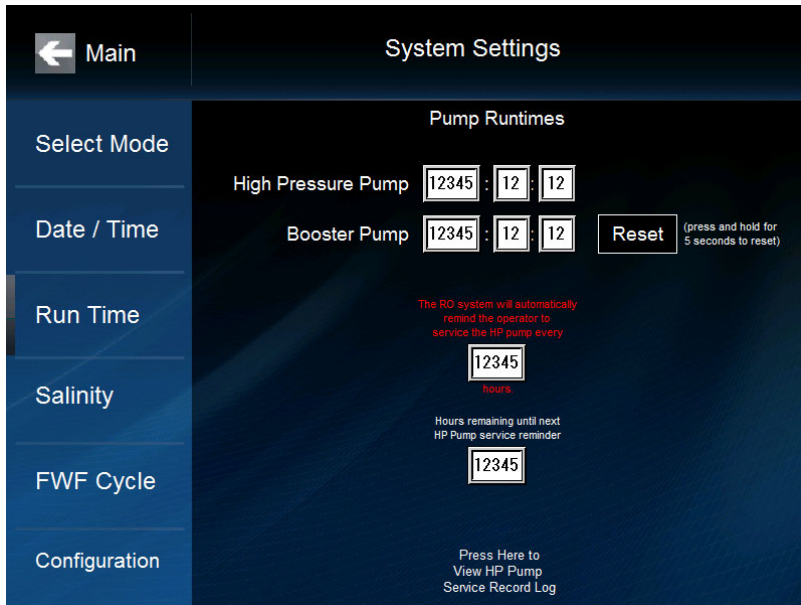 Main
System Settings
Select Mode
Date / Time
Run Time
Salinity
FWF Cycle
Configuration
Pump Runtimes
High Pressure Pump 12345 : 12 : 12
Booster Pump 12345 : 12 : 12 Reset (press and hold for
5 seconds to reset)
The RO system will automatically
remind the operator to
service the HP pump every
12345
hours.
Hours remaining until next
HP Pump service reminder
12345
Press Here to
View HP Pump
Service Record Log